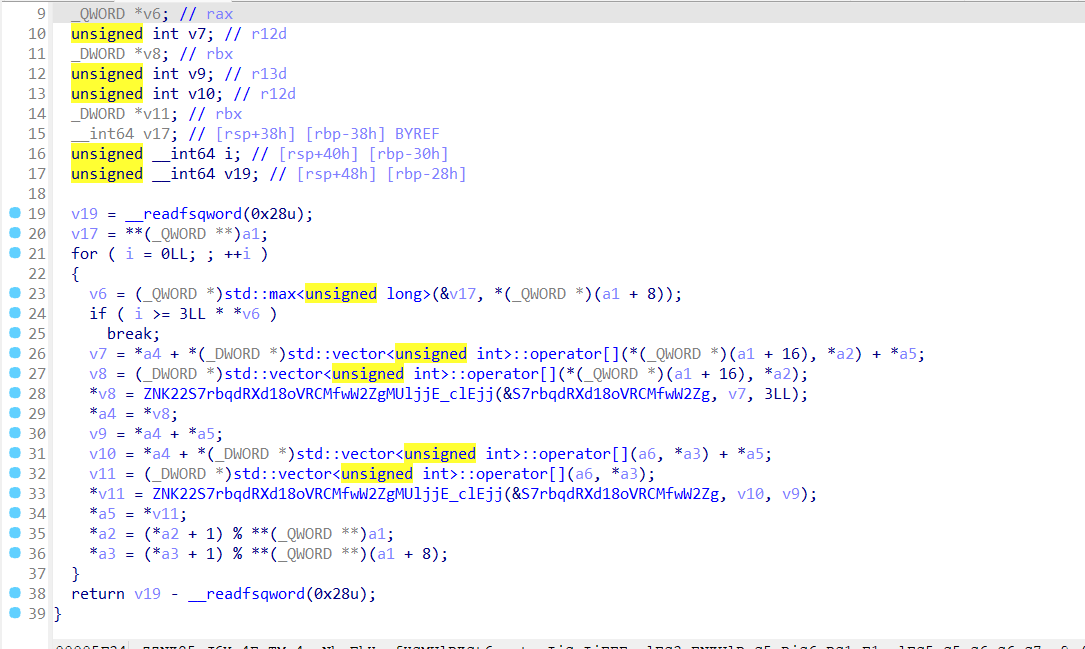 9 _QWORD *v6; // rax
10 unsigned int v7; // r12d
11 _DWORD *v8; // rbx
12 unsigned int v9; // r13d
13 unsigned int v10; // r12d
14 _DWORD *v11; // rbx
15 __int64 v17; // [rsp+38h] [rbp-38h] BYREF
16 unsigned __int64 i; // [rsp+40h] [rbp-30h]
17 unsigned __int64 v19; // [rsp+48h] [rbp-28h]
18
19 v19 = __readfsqword(0x28u);
20 v17 = **(_QWORD **)a1;
21 for ( i = 0LL; ; ++i )
22 {
23 v6 = (_QWORD *)std::max<unsigned long>(&v17, *(_QWORD *)(a1 + 8));
24 if ( i >= 3LL * *v6 )
25 break;
26 v7 = *a4 + *(_DWORD *)std::vector<unsigned int>::operator[](*(_QWORD *)(a1 + 16), *a2) + *a5;
27 v8 = (_DWORD *)std::vector<unsigned int>::operator[](*(_QWORD *)(a1 + 16), *a2);
28 *v8 = ZNK22S7rbqdRXd18oVRCMfwW2ZgMUljjE_clEjj(&S7rbqdRXd18oVRCMfwW2Zg, v7, 3LL);
29 *a4 = *v8;
30 v9 = *a4 + *a5;
31 v10 = *a4 + *(_DWORD *)std::vector<unsigned int>::operator[](a6, *a3) + *a5;
32 v11 = (_DWORD *)std::vector<unsigned int>::operator[](a6, *a3);
33 *v11 = ZNK22S7rbqdRXd18oVRCMfwW2ZgMUljjE_clEjj(&S7rbqdRXd18oVRCMfwW2Zg, v10, v9);
34 *a5 = *v11;
35 *a2 = (*a2 + 1) % **(_QWORD **)a1;
36 *a3 = (*a3 + 1) % **(_QWORD **)(a1 + 8);
37 }
38 return v19 - __readfsqword(0x28u);
39 }